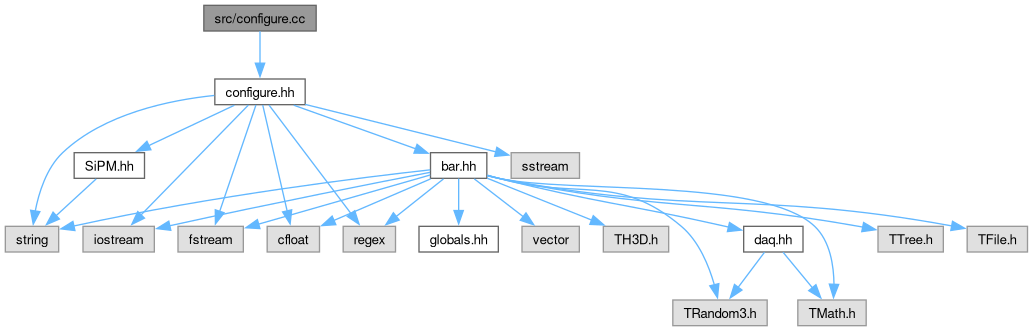 src/configure.cc
configure.hh
SiPM.hh
bar.hh
sstream
string
iostream
fstream
cfloat
regex
globals.hh
vector
TH3D.h
daq.hh
TTree.h
TFile.h
TRandom3.h
TMath.h